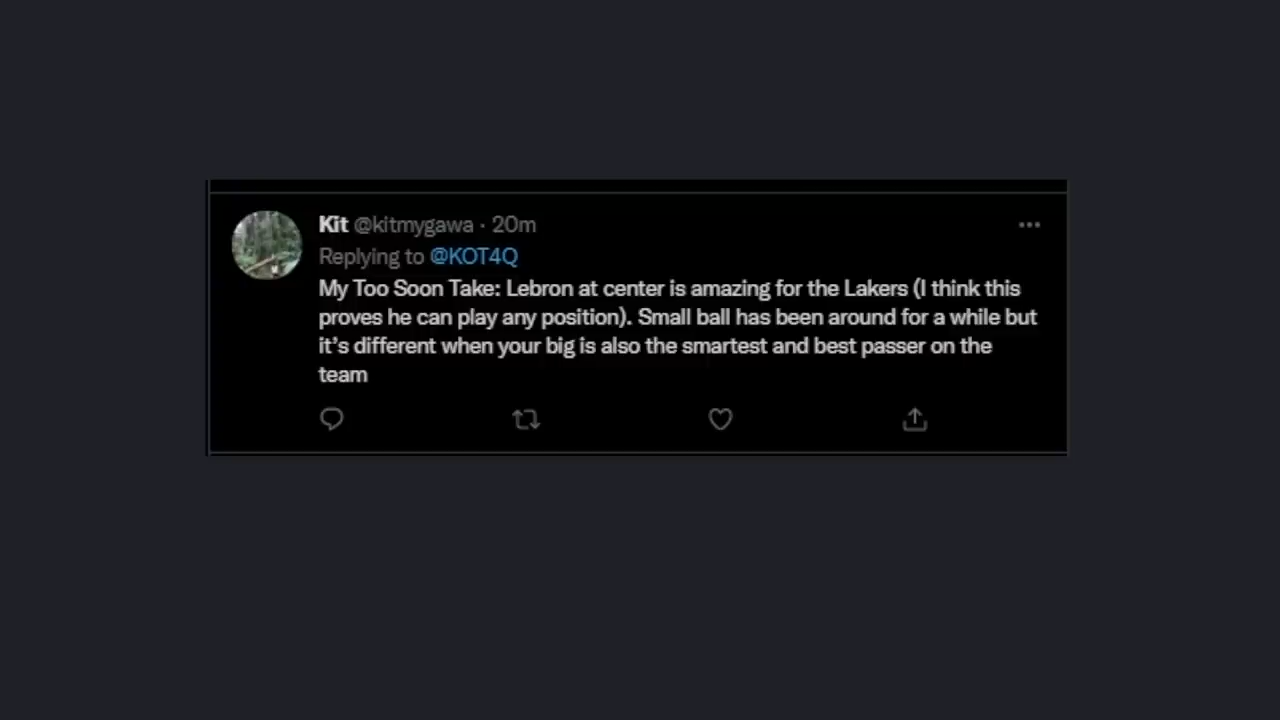 Kit @kitmygawa · 20m
Replying to @KOT4Q
My Too Soon Take: Lebron at center is amazing for the Lakers (I think this
proves he can play any position). Small ball has been around for a while but
it’s different when your big is also the smartest and best passer on the
team